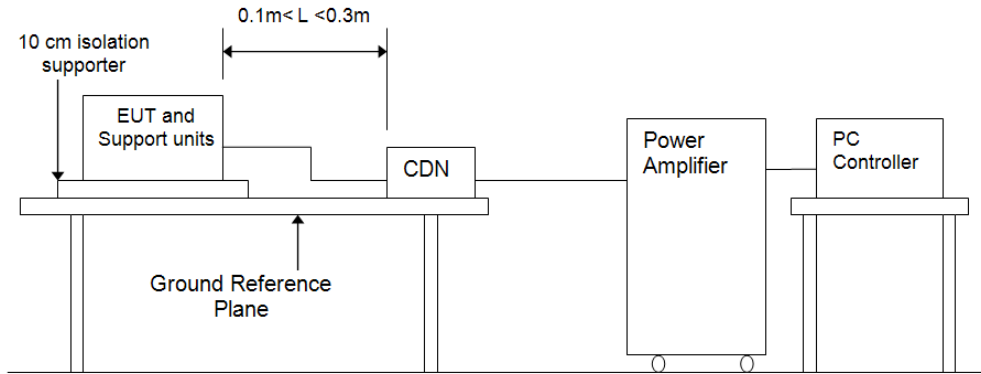 0.1m< L <0.3m
10 cm isolation
supporter
EUT and
Support units
CDN
Power
Amplifier
PC
Controller
Ground Reference
Plane